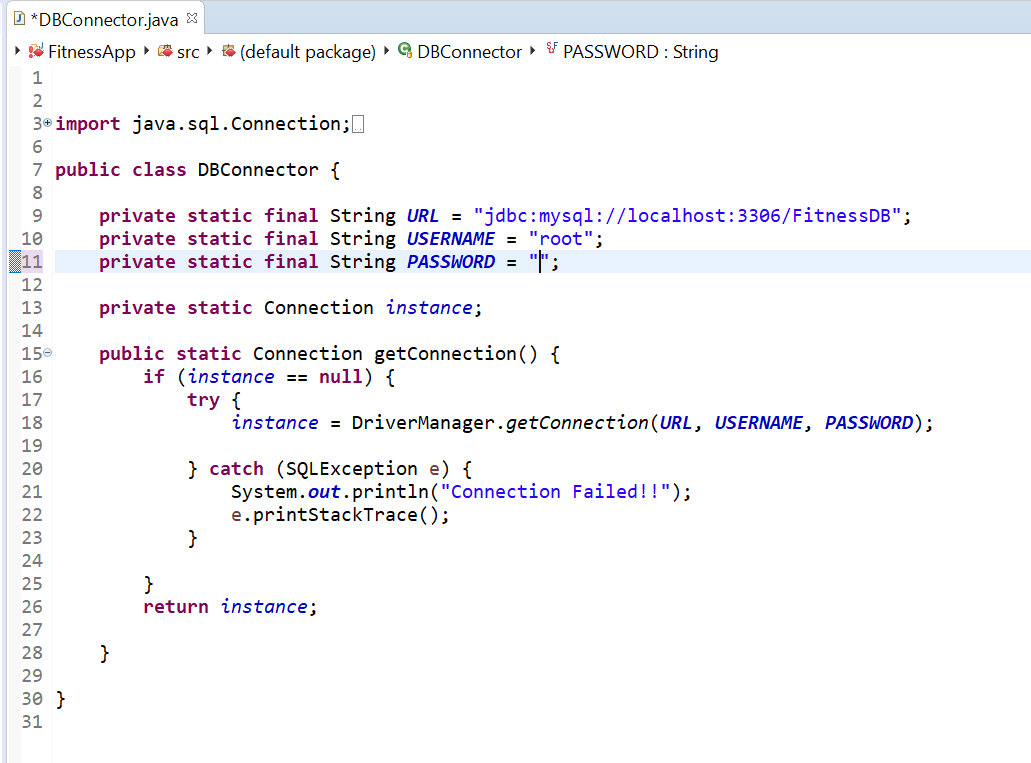 *DBConnector.java
FitnessApp src (default package) DBConnector PASSWORD : String
1
2
3 import java.sql.Connection;
6
7 public class DBConnector {
8
9 private static final String URL = "jdbc:mysql://localhost:3306/FitnessDB";
10 private static final String USERNAME = "root";
11 private static final String PASSWORD = "";
12
13 private static Connection instance;
14
15 public static Connection getConnection() {
16 if (instance == null) {
17 try {
18 instance = DriverManager.getConnection(URL, USERNAME, PASSWORD);
19
20 } catch (SQLException e) {
21 System.out.println("Connection Failed!!");
22 e.printStackTrace();
23 }
24
25 }
26 return instance;
27
28 }
29
30 }
31